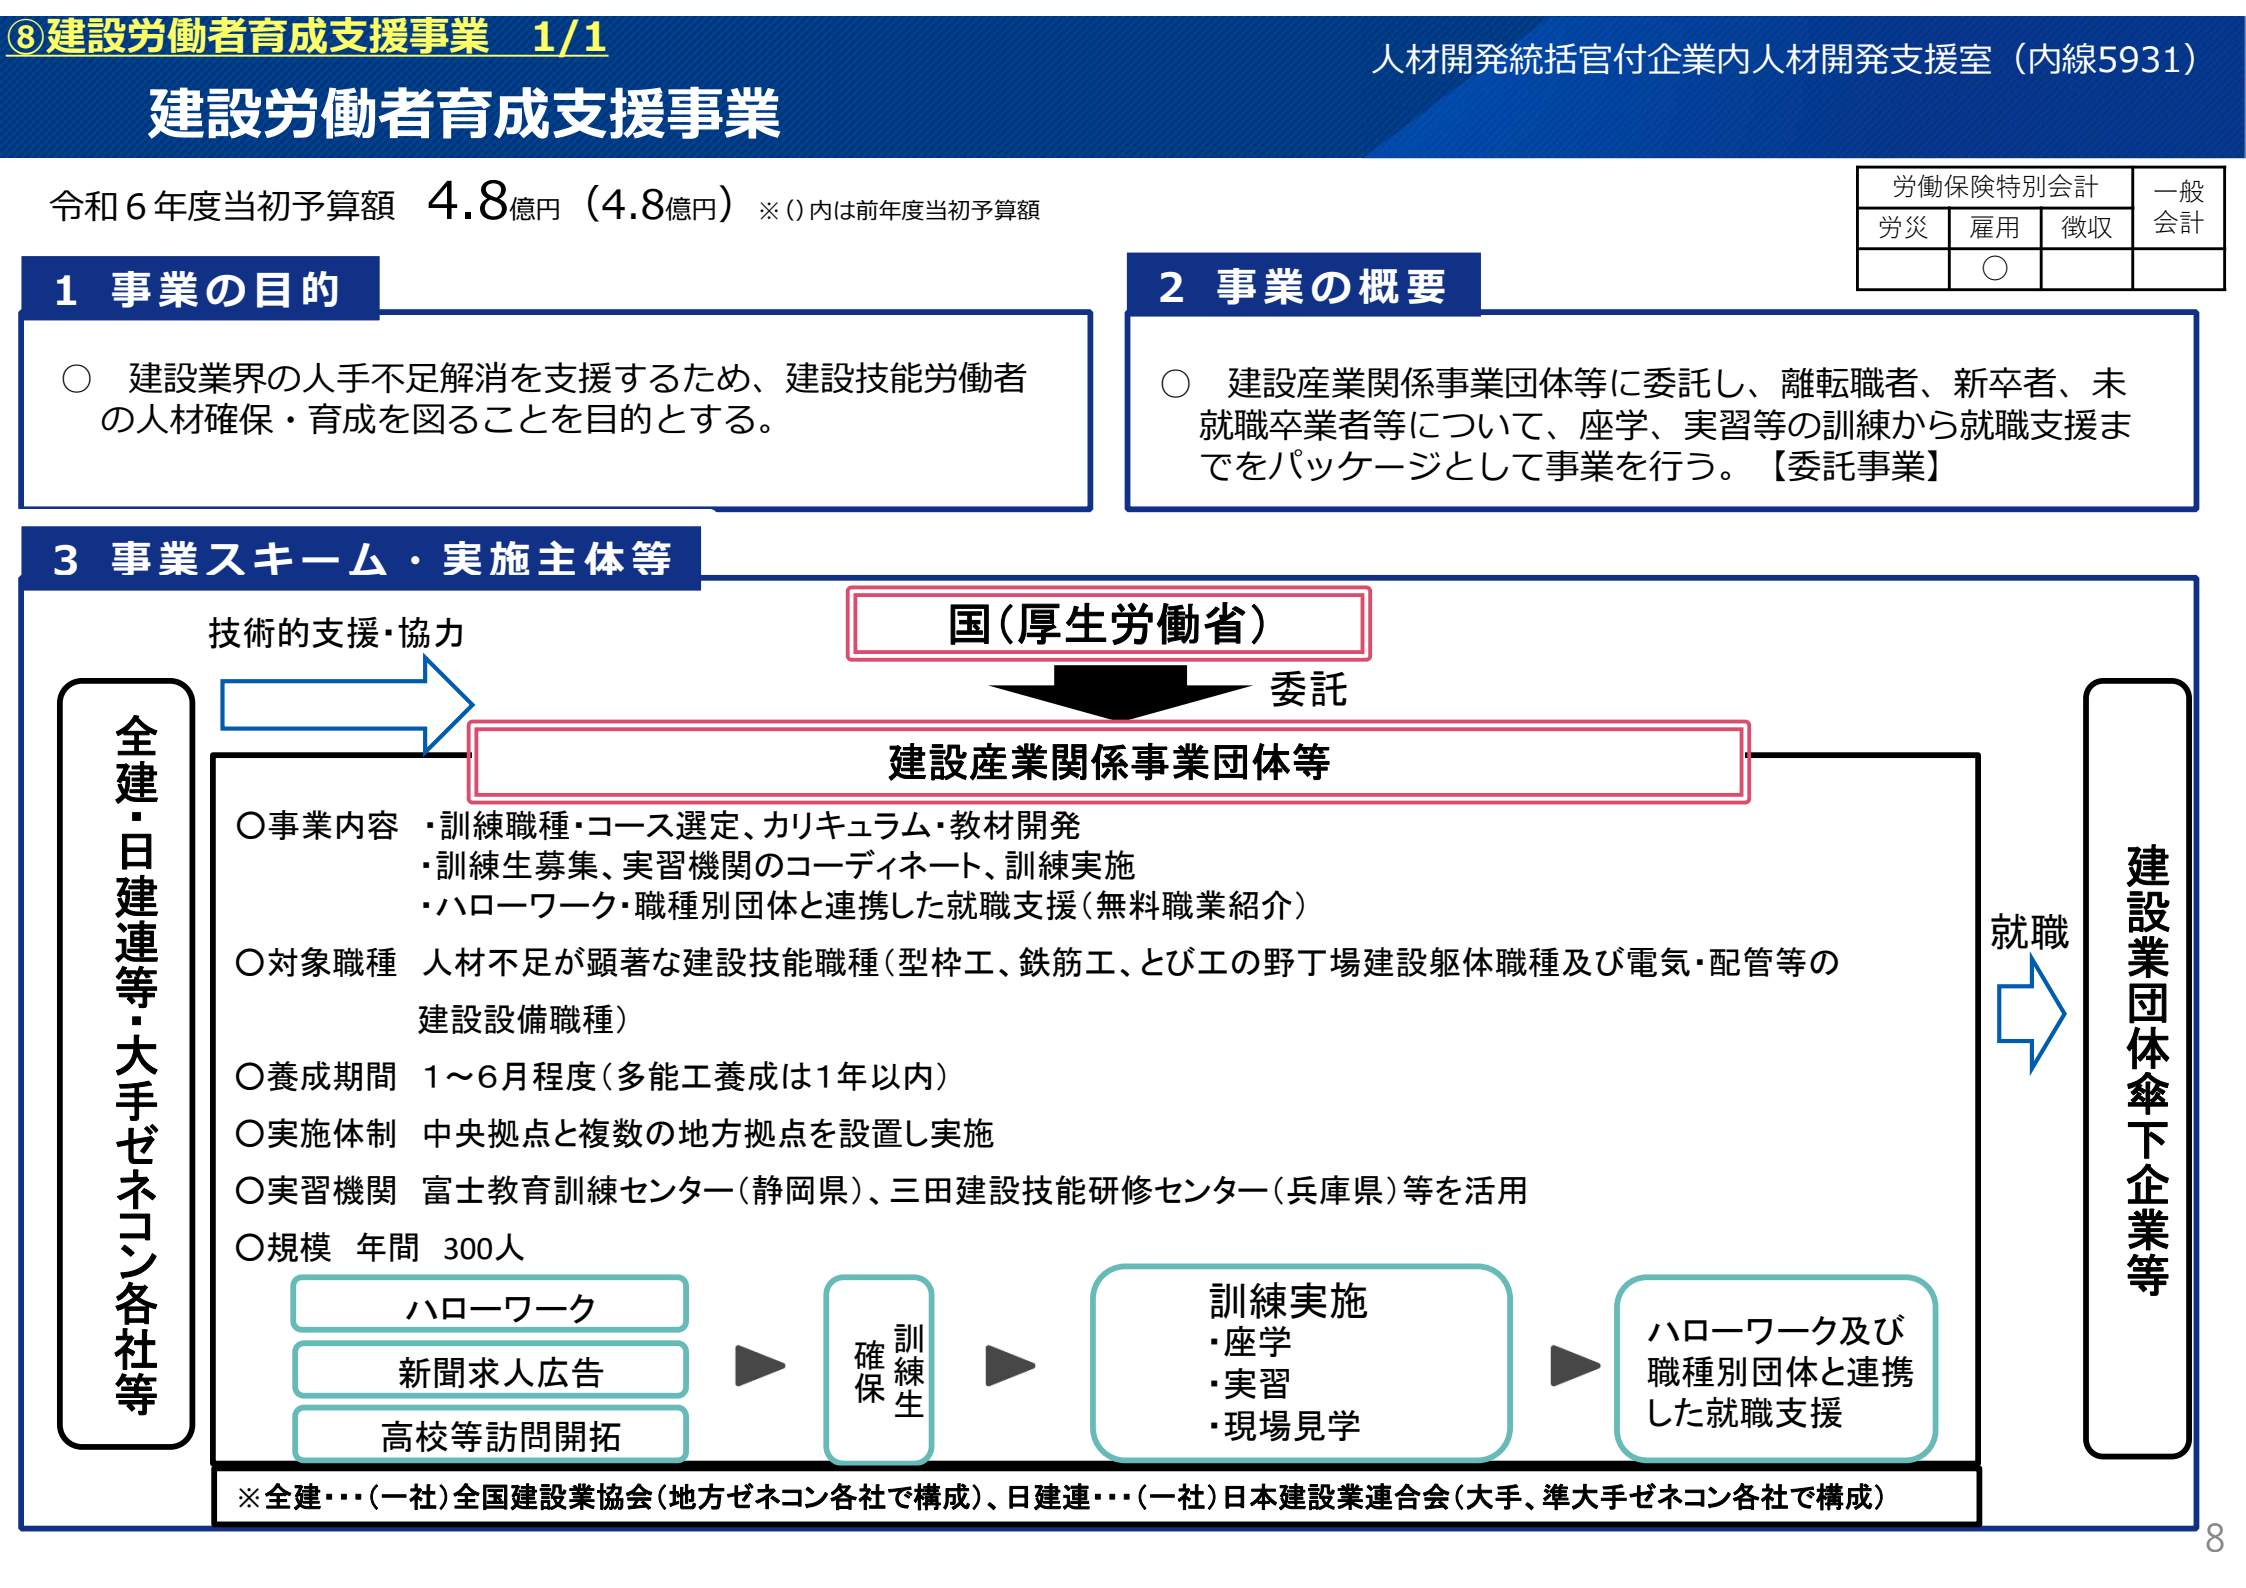 ⑧建設労働者育成支援事業　1/1
人材開発統括官付企業内人材開発支援室（内線5931）
建設労働者育成支援事業
令和６年度当初予算額　4.8億円（4.8億円）※（）内は前年度当初予算額
労働保険特別会計
一般
会計
労災
雇用
徴収
○
１ 事業の目的
○　建設業界の人手不足解消を支援するため、建設技能労働者
の人材確保・育成を図ることを目的とする。
２ 事業の概要
○　建設産業関係事業団体等に委託し、離転職者、新卒者、未
就職卒業者等について、座学、実習等の訓練から就職支援ま
でをパッケージとして事業を行う。【委託事業】
３ 事業スキーム・実施主体等
国（厚生労働省）
技術的支援・協力
委託
全建・日建連等・大手ゼネコン各社等
建設産業関係事業団体等
○事業内容　・訓練職種・コース選定、カリキュラム・教材開発
・訓練生募集、実習機関のコーディネート、訓練実施
・ハローワーク・職種別団体と連携した就職支援（無料職業紹介）
○対象職種　人材不足が顕著な建設技能職種（型枠工、鉄筋工、とび工の野丁場建設躯体職種及び電気・配管等の
建設設備職種）
○養成期間　１～６月程度（多能工養成は１年以内）
○実施体制　中央拠点と複数の地方拠点を設置し実施
○実習機関　富士教育訓練センター（静岡県）、三田建設技能研修センター（兵庫県）等を活用
○規模　年間　300人
ハローワーク
新聞求人広告
高校等訪問開拓
訓練生
確保
訓練実施
・座学
・実習
・現場見学
ハローワーク及び
職種別団体と連携
した就職支援
就職
建設業団体傘下企業等
※全建・・・（一社）全国建設業協会（地方ゼネコン各社で構成）、日建連・・・（一社）日本建設業連合会（大手、準大手ゼネコン各社で構成）
8